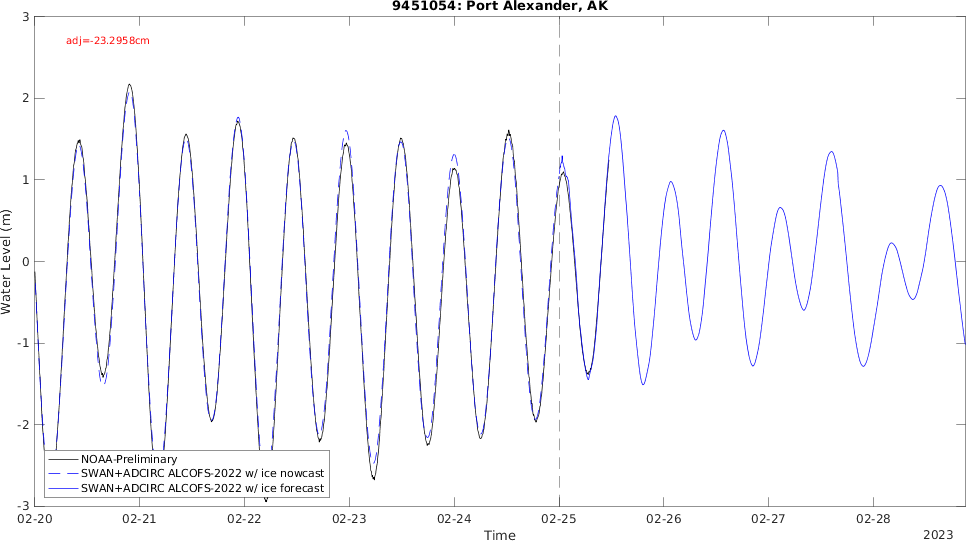 9451054: Port Alexander, AK
adj=-23.2958cm
Water Level (m)
3
2
1
0
-1
-2
-3
NOAA-Preliminary
SWAN+ADCIRC ALCOFS-2022 w/ ice nowcast
SWAN+ADCIRC ALCOFS-2022 w/ ice forecast
02-20 02-21 02-22 02-23 02-24 02-25 02-26 02-27 02-28
Time
2023